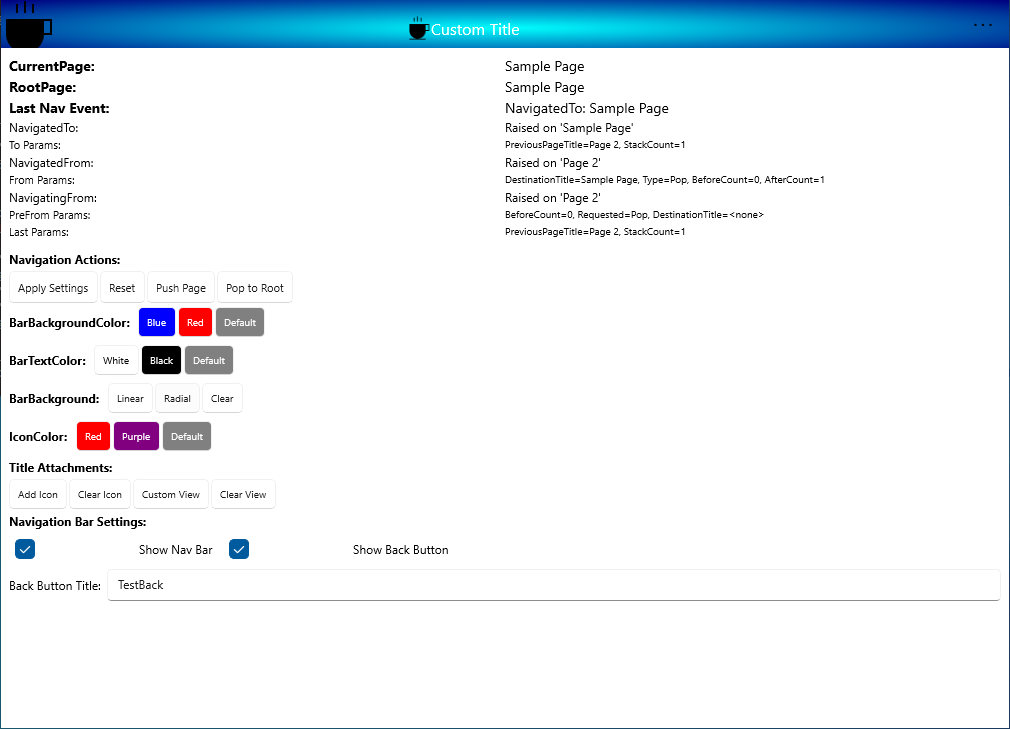 Custom Title ...
CurrentPage: Sample Page
RootPage: Sample Page
Last Nav Event: NavigatedTo: Sample Page
NavigatedTo: Raised on 'Sample Page'
To Params: PreviousPageTitle=Page 2, StackCount=1
NavigatedFrom: Raised on 'Page 2'
From Params: DestinationTitle=Sample Page, Type=Pop, BeforeCount=0, AfterCount=1
NavigatingFrom: Raised on 'Page 2'
PreFrom Params: BeforeCount=0, Requested=Pop, DestinationTitle=<none>
Last Params: PreviousPageTitle=Page 2, StackCount=1
Navigation Actions:
Apply Settings Reset Push Page Pop to Root
BarBackgroundColor: Blue Red Default
BarTextColor: White Black Default
BarBackground: Linear Radial Clear
IconColor: Red Purple Default
Title Attachments:
Add Icon Clear Icon Custom View Clear View
Navigation Bar Settings:
Show Nav Bar Show Back Button
Back Button Title: TestBack